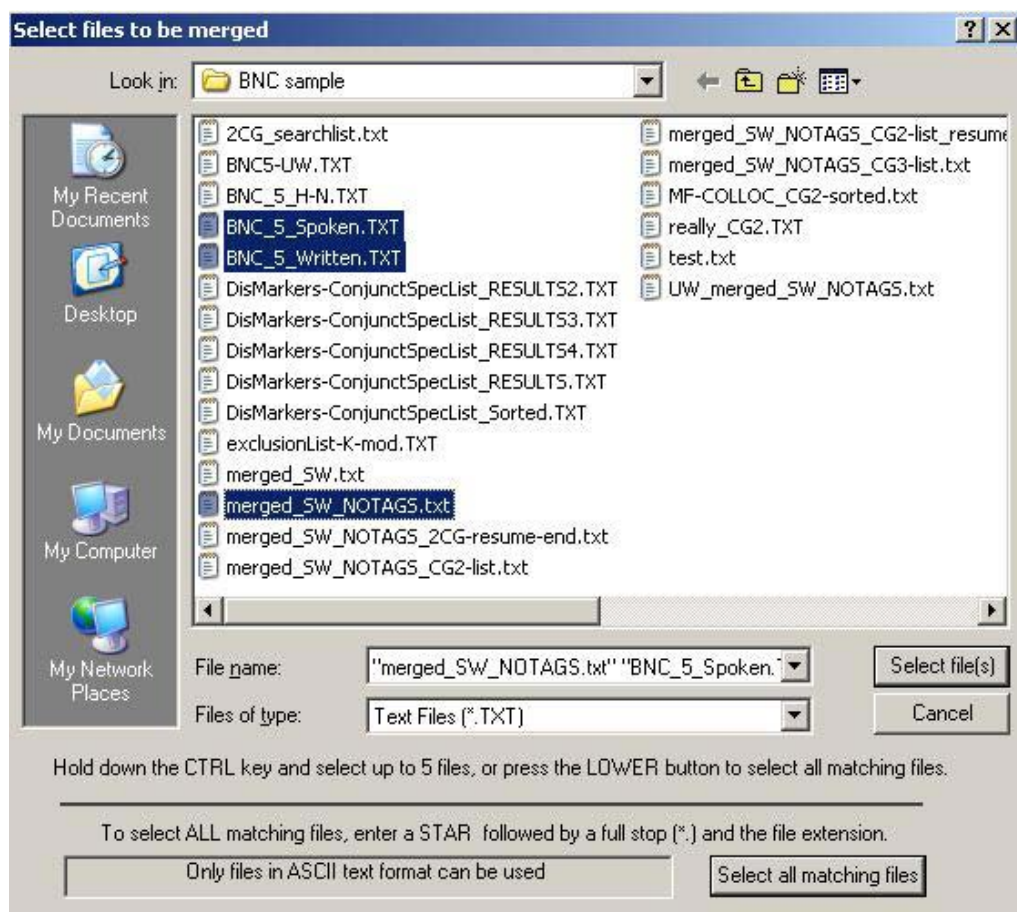 Select files to be merged
Look in: BNC sample
My Recent
Documents
Desktop
My Documents
My Computer
My Network
Places
2CG_searchlist.txt
BNC5-UW.TXT
BNC_5_H-N.TXT
BNC_5_Spoken.TXT
BNC_5_Written.TXT
DisMarkers-ConjunctSpecList_RESULTS2.TXT
DisMarkers-ConjunctSpecList_RESULTS3.TXT
DisMarkers-ConjunctSpecList_RESULTS4.TXT
DisMarkers-ConjunctSpecList_RESULTS.TXT
DisMarkers-ConjunctSpecList_Sorted.TXT
exclusionList-K-mod.TXT
merged_SW.txt
merged_SW_NOTAGS.txt
merged_SW_NOTAGS_2CG-resume-end.txt
merged_SW_NOTAGS_CG2-list.txt
merged_SW_NOTAGS_CG2-list_resume
merged_SW_NOTAGS_CG3-list.txt
MF-COLLOC_CG2-sorted.txt
really_CG2.TXT
test.txt
UW_merged_SW_NOTAGS.txt
File name: "merged_SW_NOTAGS.txt" "BNC_5_Spoken. Select file(s)
Files of type: Text Files (*.TXT) Cancel
Hold down the CTRL key and select up to 5 files, or press the LOWER button to select all matching files.
To select ALL matching files, enter a STAR followed by a full stop (*.) and the file extension.
Only files in ASCII text format can be used Select all matching files